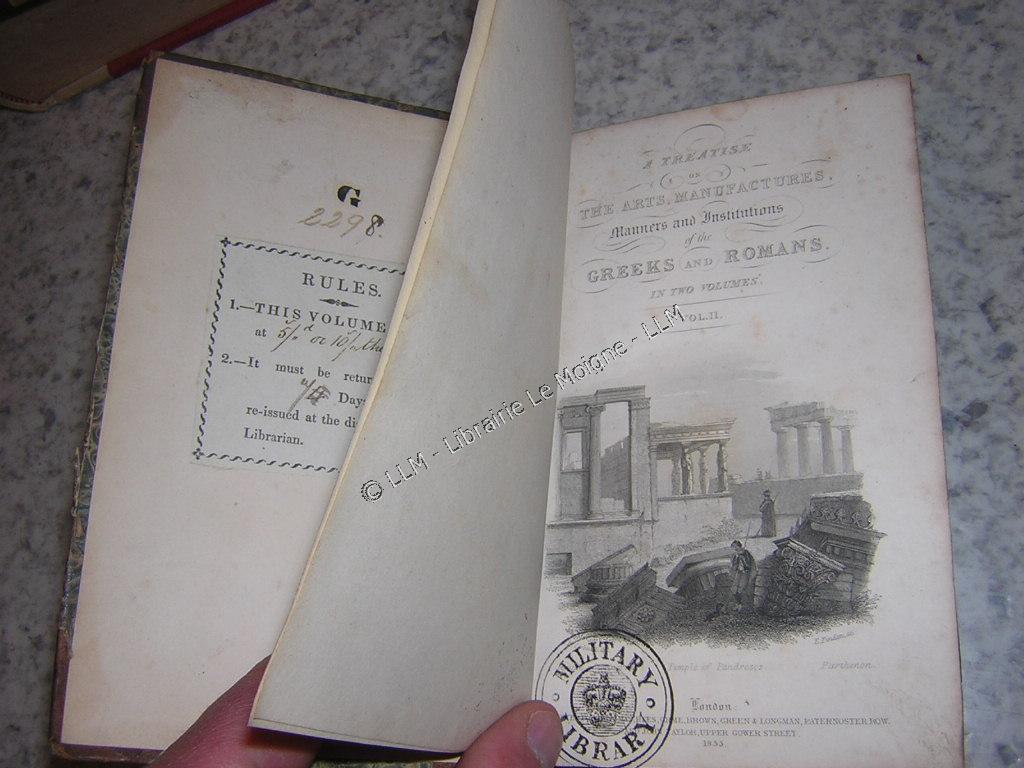 G
2298.
RULES.
1.—THIS VOLUME
at 5/d or 10/
2.—It must be retur
Days
re-issued at the di
Librarian.
A TREATISE
ON
THE ARTS, MANUFACTURES,
Manners and Institutions
of the
GREEKS AND ROMANS.
IN TWO VOLUMES.
VOL.II.
© LLM - Librairie Le Moigne - LLM
E. Finden sc.
Temple of Pandrosos. Parthenon.
MILITARY LIBRARY
London:
ORME, BROWN, GREEN & LONGMAN, PATERNOSTER ROW.
TAYLOR, UPPER GOWER STREET.
1833.